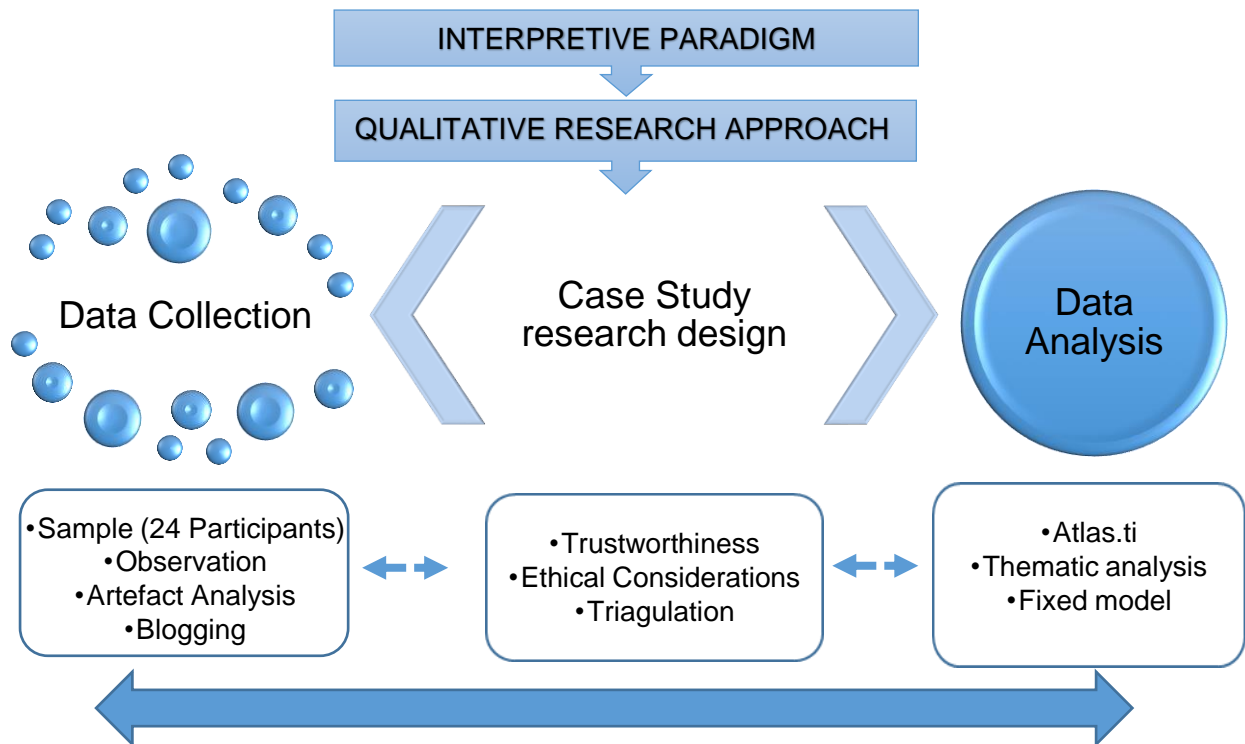 INTERPRETIVE PARADIGM
QUALITATIVE RESEARCH APPROACH
Data Collection
Case Study
research design
Data
Analysis
•Sample (24 Participants)
•Observation
•Artefact Analysis
•Blogging
•Trustworthiness
•Ethical Considerations
•Triagulation
•Atlas.ti
•Thematic analysis
•Fixed model